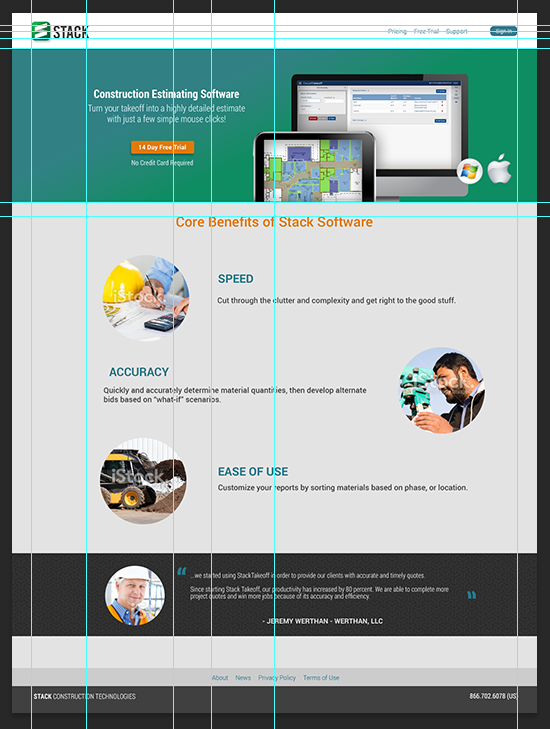 STACK
Pricing Free Trial Support Sign In
Construction Estimating Software
Turn your takeoff into a highly detailed estimate
with just a few simple mouse clicks!
14 Day Free Trial
No Credit Card Required
Core Benefits of Stack Software
iStock
SPEED
Cut through the clutter and complexity and get right to the good stuff.
ACCURACY
Quickly and accurately determine material quantities, then develop alternate
bids based on "what-if" scenarios.
iStock
iStock
EASE OF USE
Customize your reports by sorting materials based on phase, or location.
“ ...we started using StackTakeoff in order to provide our clients with accurate and timely quotes.
Since starting Stack Takeoff, our productivity has increased by 80 percent. We are able to complete more
project quotes and win more jobs because of its accuracy and efficiency. ”
- JEREMY WERTHAN - WERTHAN, LLC
About News Privacy Policy Terms of Use
STACK CONSTRUCTION TECHNOLOGIES 866.702.6078 (US